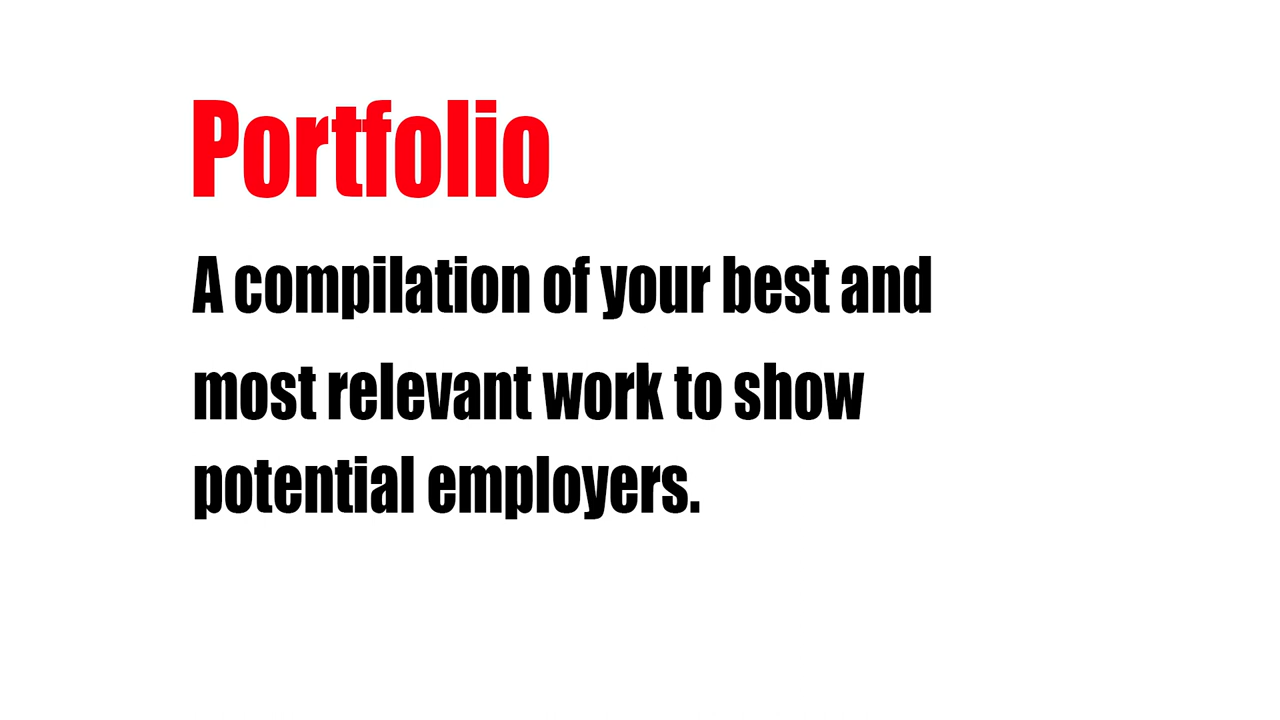 Portfolio
A compilation of your best and
most relevant work to show
potential employers.